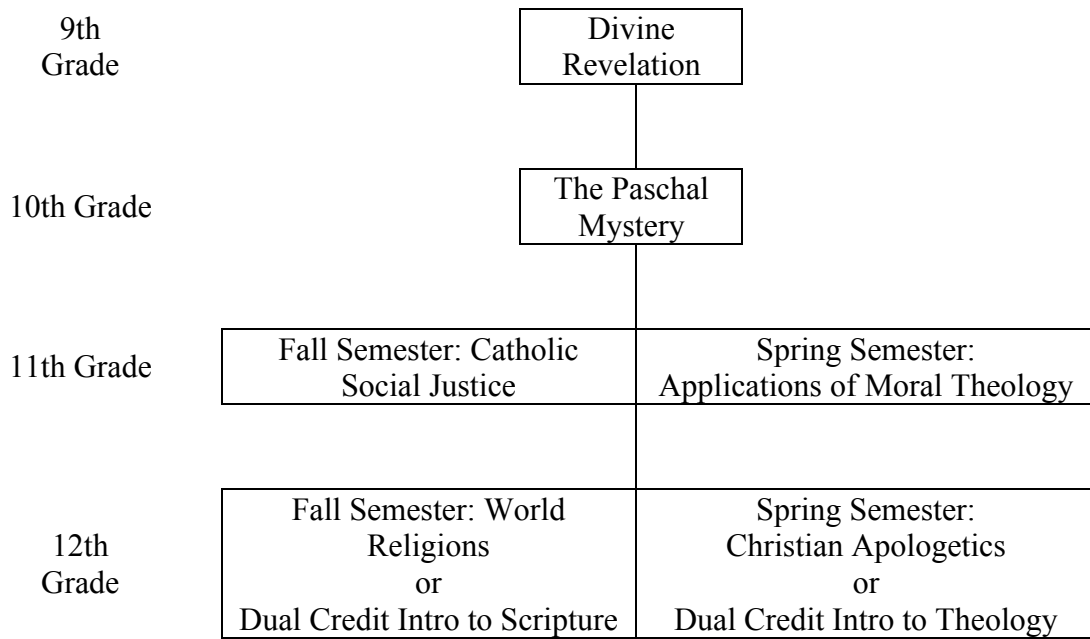 9th
Grade
Divine
Revelation
10th Grade
The Paschal
Mystery
11th Grade
Fall Semester: Catholic
Social Justice
Spring Semester:
Applications of Moral Theology
12th
Grade
Fall Semester: World
Religions
or
Dual Credit Intro to Scripture
Spring Semester:
Christian Apologetics
or
Dual Credit Intro to Theology